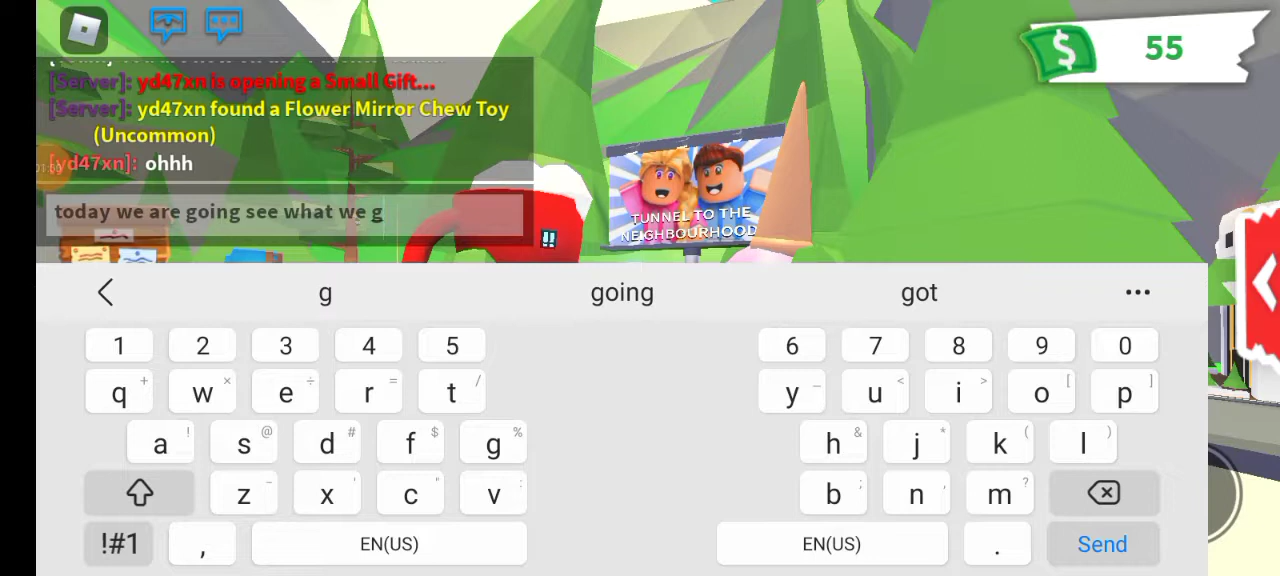 55
[Server]: yd47xn is opening a Small Gift...
[Server]: yd47xn found a Flower Mirror Chew Toy
(Uncommon)
[yd47xn]: ohhh
today we are going see what we g
TUNNEL TO THE
NEIGHBOURHOOD
g going got
1 2 3 4 5 6 7 8 9 0
q + w × e ÷ r = t / y _ u < i > o [ p ]
a ! s @ d # f $ g % h & j * k ( l )
z - x ' c " v : b ; n , m ?
!#1 , EN(US) EN(US) . Send